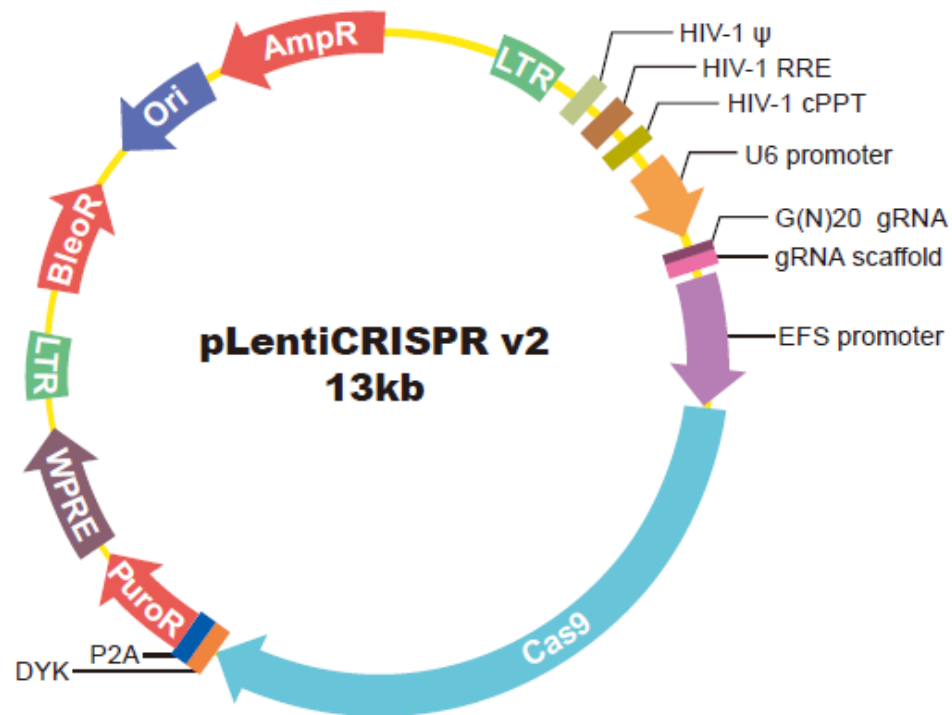 HIV-1 ψ
AmpR
LTR
HIV-1 RRE
HIV-1 cPPT
Ori
U6 promoter
BleoR
G(N)20 gRNA
gRNA scaffold
pLentiCRISPR v2
13kb
EFS promoter
LTR
WPRE
PuroR
Cas9
P2A
DYK